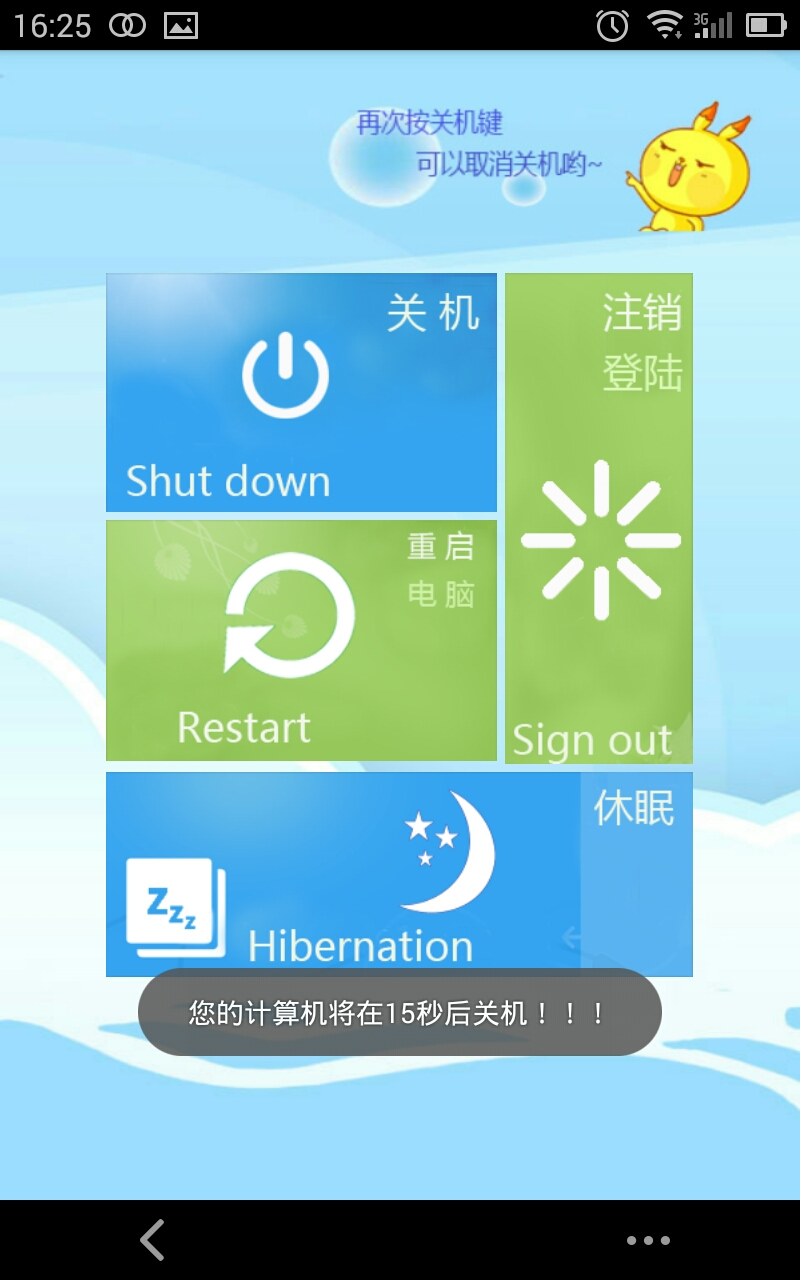 16:25
3G
再次按关机键
可以取消关机哟~
关 机
Shut down
注销
登陆
Sign out
重 启
电 脑
Restart
休眠
Zzz
Hibernation
您的计算机将在15秒后关机！！！